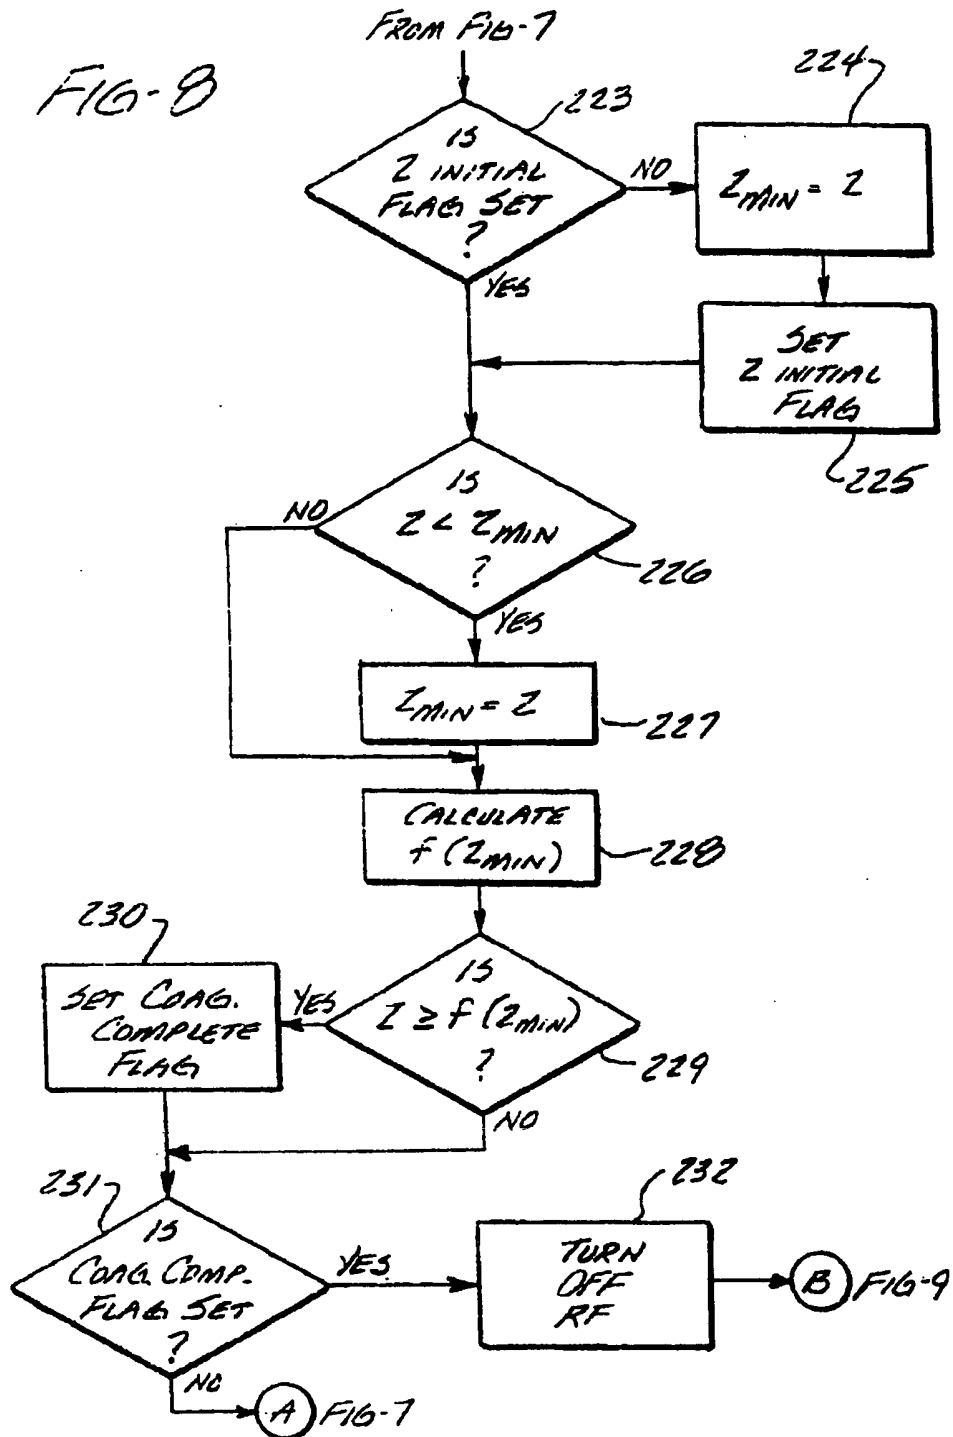 FROM FIG-7
FIG-8
223
IS
Z INITIAL
FLAG SET
?
NO
YES
224
ZMIN = Z
SET
Z INITIAL
FLAG
225
IS
Z < ZMIN
?
NO
YES
226
ZMIN = Z
227
CALCULATE
f (ZMIN)
228
IS
Z ≥ f (ZMIN)
?
YES
NO
229
230
SET COAG.
COMPLETE
FLAG
231
IS
COAG. COMP.
FLAG SET
?
YES
NO
232
TURN
OFF
RF
B FIG-9
A FIG-7